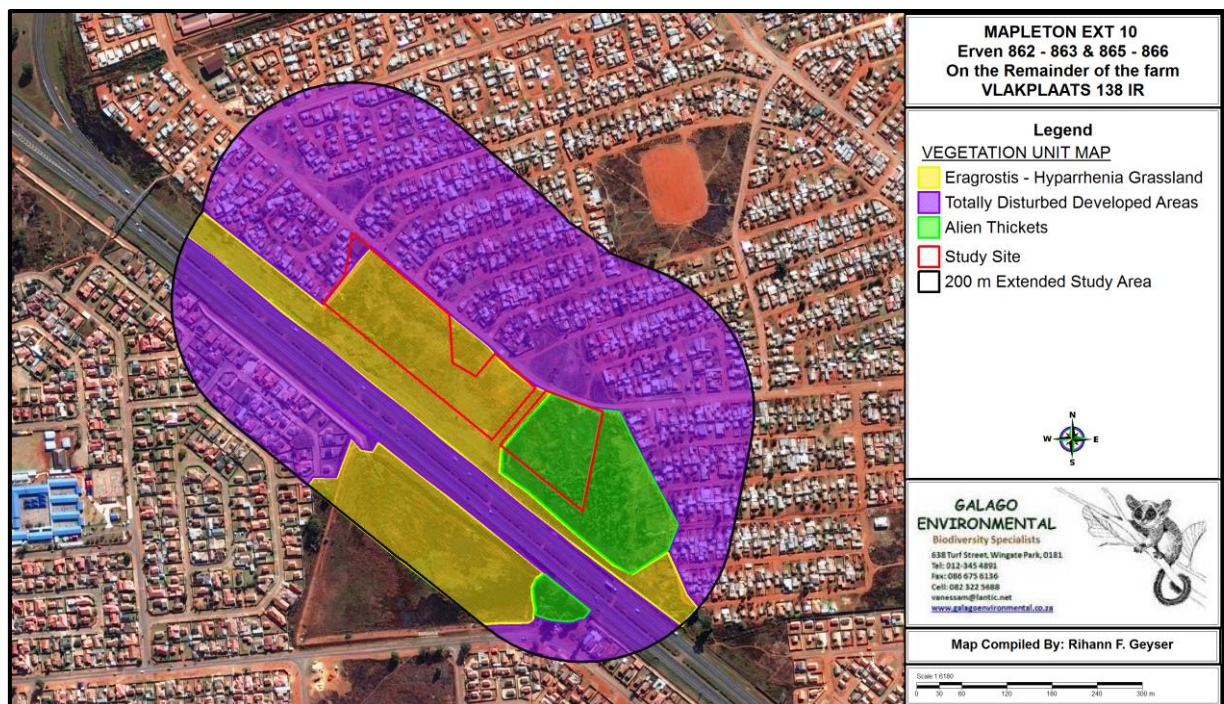 MAPLETON EXT 10
Erven 862 - 863 & 865 - 866
On the Remainder of the farm
VLAKPLAATS 138 IR
Legend
VEGETATION UNIT MAP
Eragrostis - Hyparrhenia Grassland
Totally Disturbed Developed Areas
Alien Thickets
Study Site
200 m Extended Study Area
N
W E
S
GALAGO
ENVIRONMENTAL
Biodiversity Specialists
638 Turf Street, Wingate Park, 0181
Tel: 012-345 4891
Fax: 086 675 6136
Cell: 082 322 5688
vanessam@lantic.net
www.galagoenvironmental.co.za
Map Compiled By: Rihann F. Geyser
Scale 1:6180
0 30 60 120 180 240 300 m